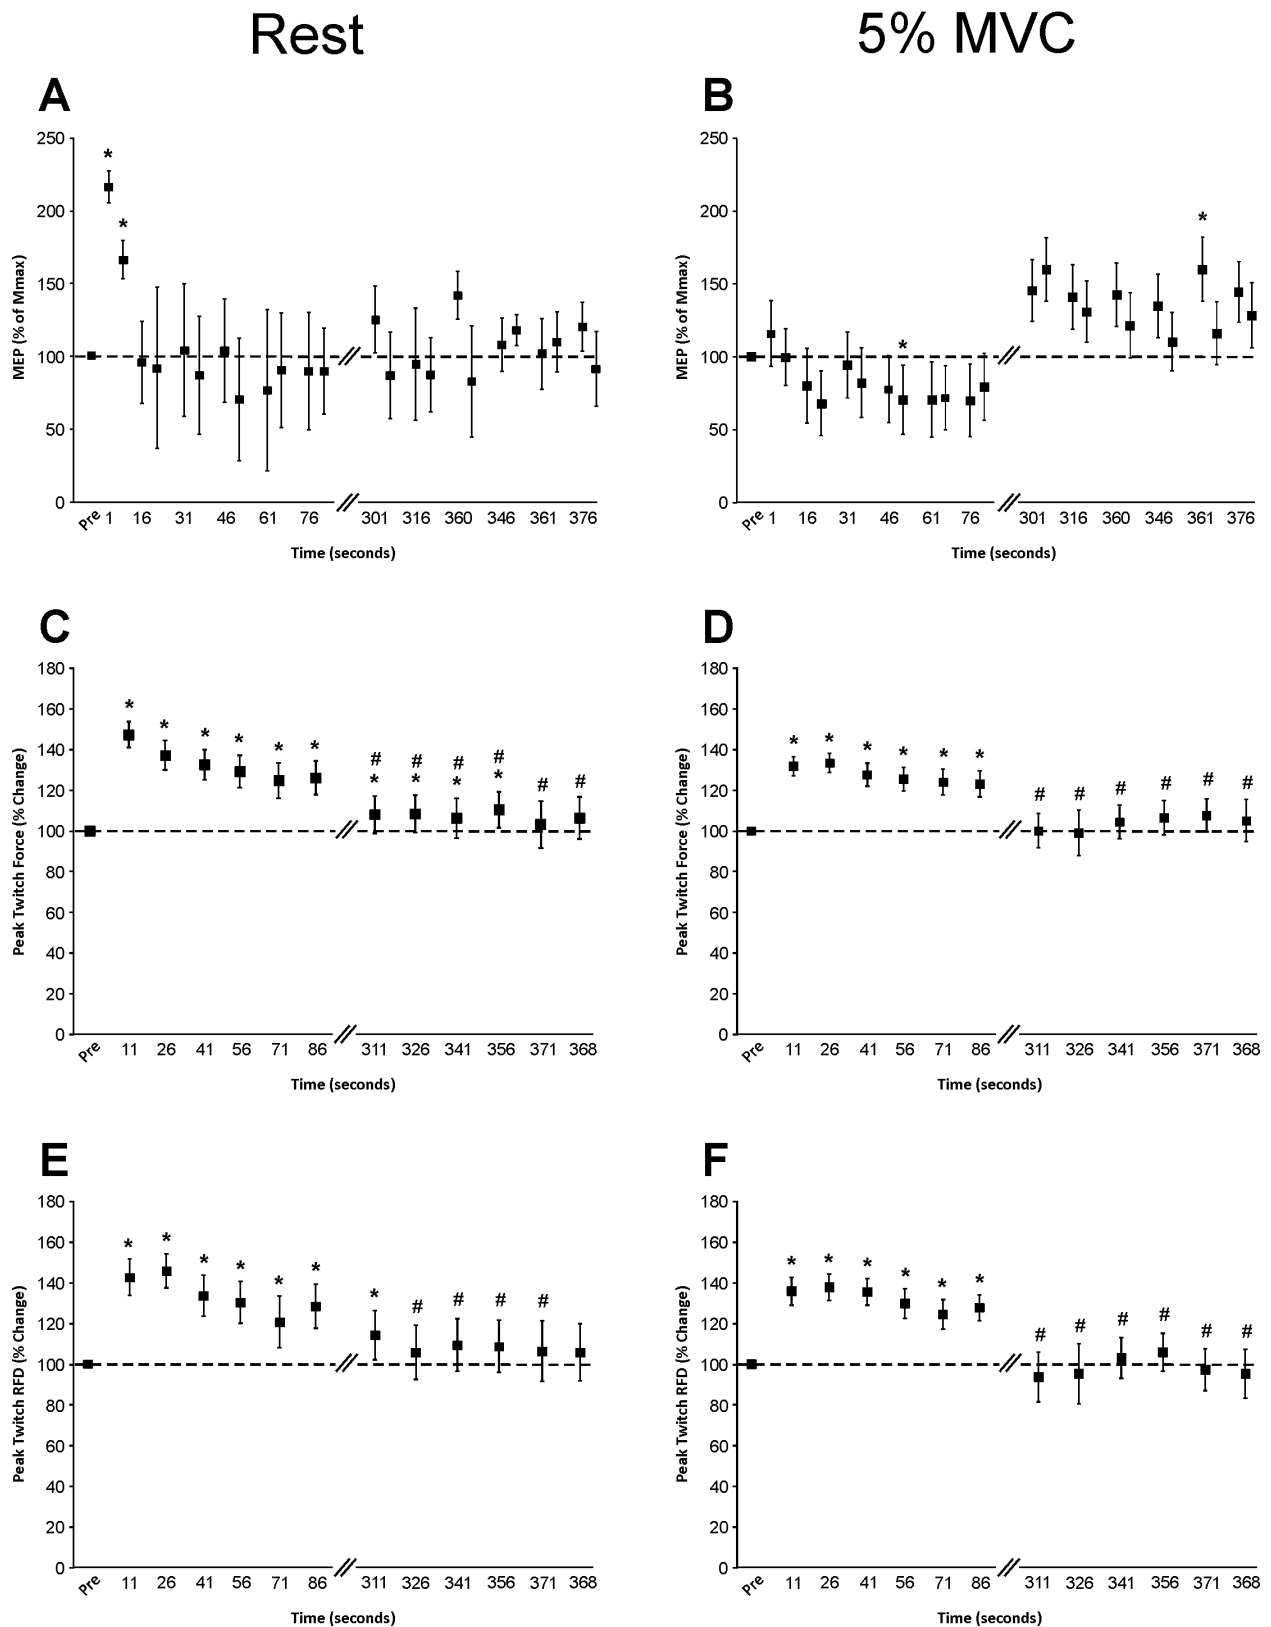 Rest 5% MVC
A
250
200
150
100
50
0
MEP (% of Mmax)
* *
Pre 1 16 31 46 61 76 301 316 360 346 361 376
Time (seconds)
B
250
200
150
100
50
0
MEP (% of Mmax)
* *
Pre 1 16 31 46 61 76 301 316 360 346 361 376
Time (seconds)
C
180
160
140
120
100
80
60
40
20
0
Peak Twitch Force (% Change)
* * * * * *
# # # # # #
* * * *
Pre 11 26 41 56 71 86 311 326 341 356 371 368
Time (seconds)
D
180
160
140
120
100
80
60
40
20
0
Peak Twitch Force (% Change)
* * * * * * # # # # # #
Pre 11 26 41 56 71 86 311 326 341 356 371 368
Time (seconds)
E
180
160
140
120
100
80
60
40
20
0
Peak Twitch RFD (% Change)
* * * * * * * # # # #
Pre 11 26 41 56 71 86 311 326 341 356 371 368
Time (seconds)
F
180
160
140
120
100
80
60
40
20
0
Peak Twitch RFD (% Change)
* * * * * * # # # # # #
Pre 11 26 41 56 71 86 311 326 341 356 371 368
Time (seconds)